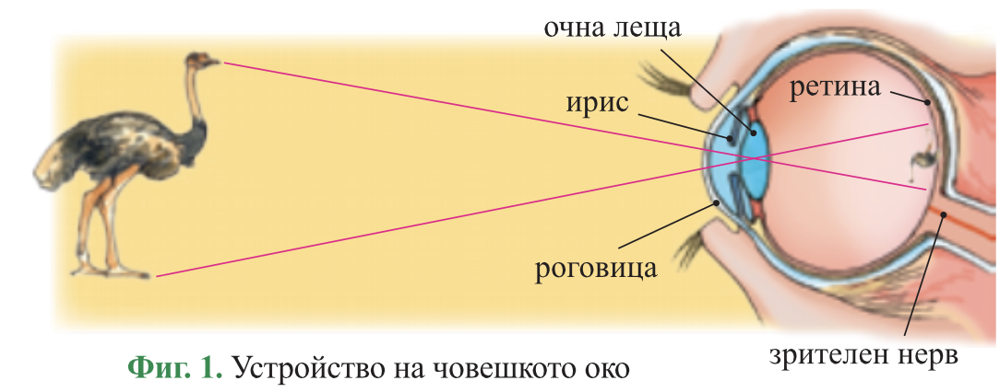 очна леща
ирис
ретина
роговица
зрителен нерв
Фиг. 1. Устройство на човешкото око